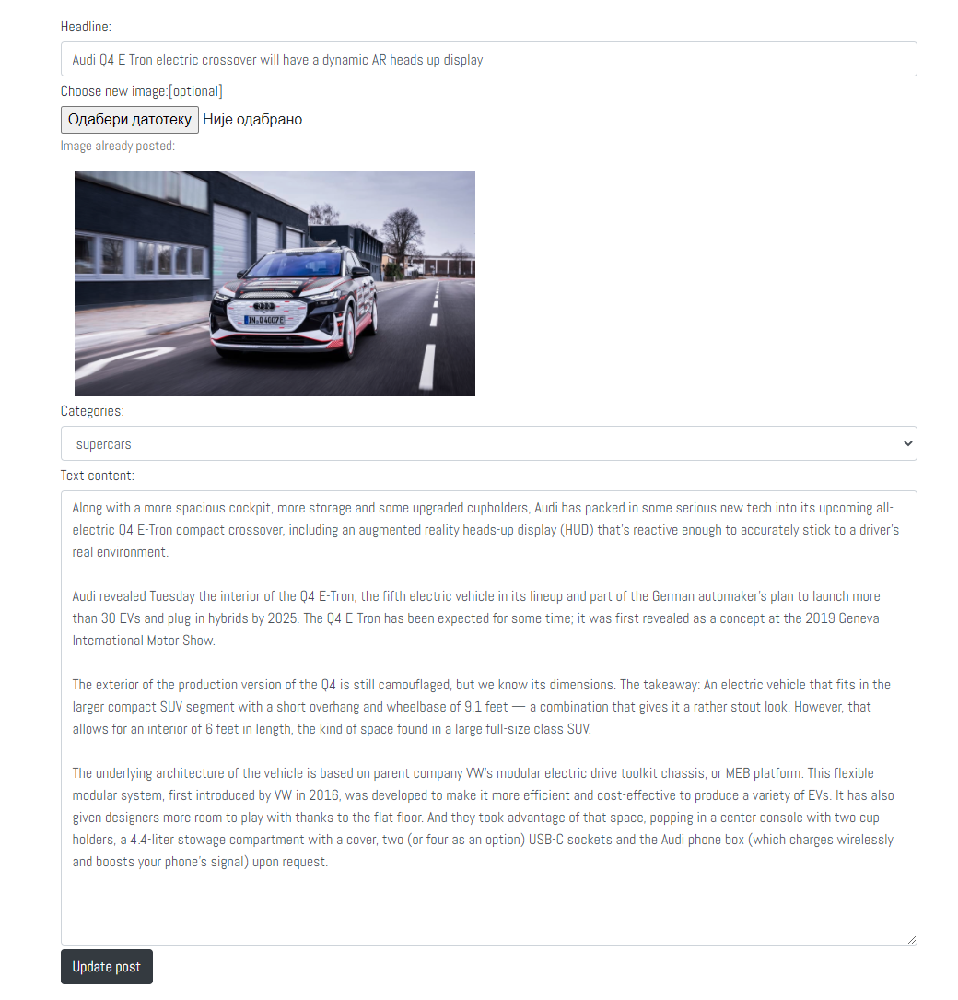 Headline:
Audi Q4 E Tron electric crossover will have a dynamic AR heads up display
Choose new image:[optional]
Одабери датотеку Није одабрано
Image already posted:
IN Q 4607E
Categories:
supercars
Text content:
Along with a more spacious cockpit, more storage and some upgraded cupholders, Audi has packed in some serious new tech into its upcoming all-
electric Q4 E-Tron compact crossover, including an augmented reality heads-up display (HUD) that's reactive enough to accurately stick to a driver's
real environment.
Audi revealed Tuesday the interior of the Q4 E-Tron, the fifth electric vehicle in its lineup and part of the German automaker's plan to launch more
than 30 EVs and plug-in hybrids by 2025. The Q4 E-Tron has been expected for some time; it was first revealed as a concept at the 2019 Geneva
International Motor Show.
The exterior of the production version of the Q4 is still camouflaged, but we know its dimensions. The takeaway: An electric vehicle that fits in the
larger compact SUV segment with a short overhang and wheelbase of 9.1 feet — a combination that gives it a rather stout look. However, that
allows for an interior of 6 feet in length, the kind of space found in a large full-size class SUV.
The underlying architecture of the vehicle is based on parent company VW's modular electric drive toolkit chassis, or MEB platform. This flexible
modular system, first introduced by VW in 2016, was developed to make it more efficient and cost-effective to produce a variety of EVs. It has also
given designers more room to play with thanks to the flat floor. And they took advantage of that space, popping in a center console with two cup
holders, a 4.4-liter stowage compartment with a cover, two (or four as an option) USB-C sockets and the Audi phone box (which charges wirelessly
and boosts your phone's signal) upon request.
Update post